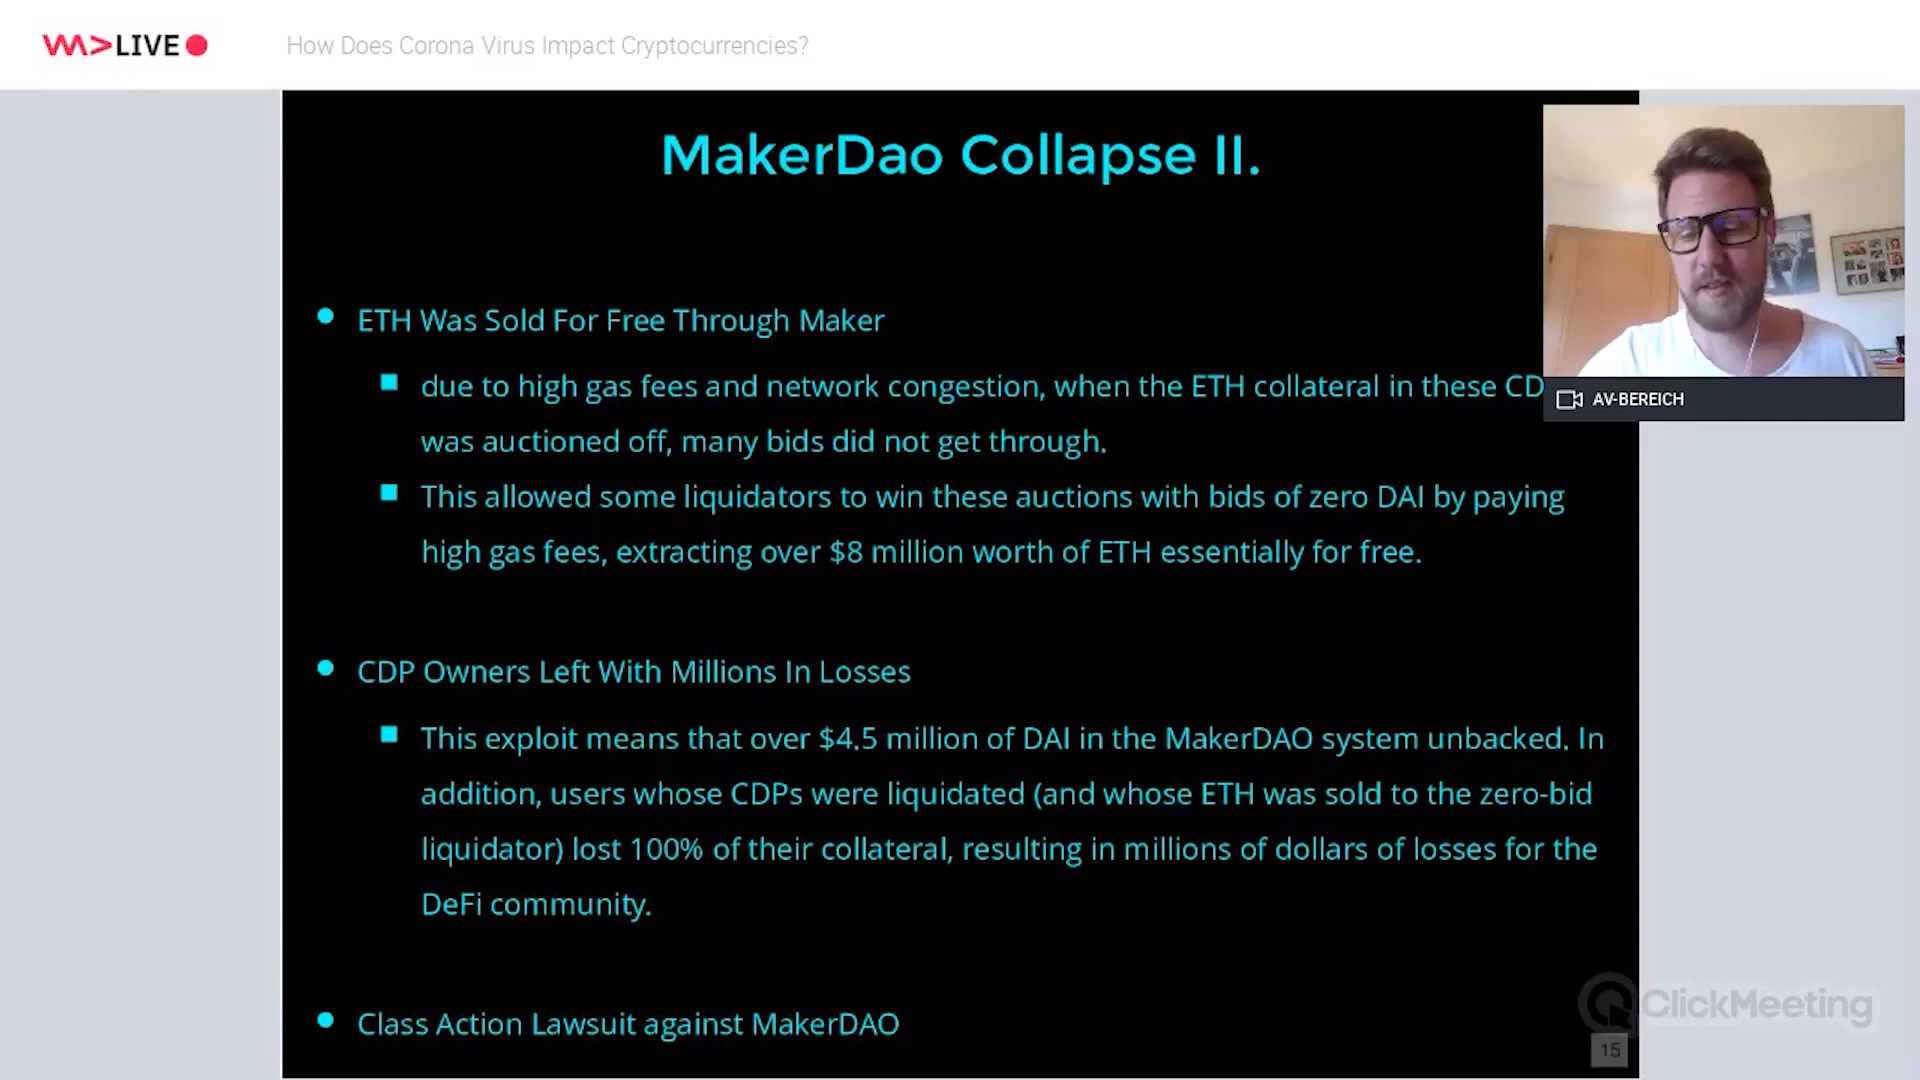 LIVE
How Does Corona Virus Impact Cryptocurrencies?
MakerDao Collapse II.
ETH Was Sold For Free Through Maker
due to high gas fees and network congestion, when the ETH collateral in these CD
was auctioned off, many bids did not get through.
This allowed some liquidators to win these auctions with bids of zero DAI by paying
high gas fees, extracting over $8 million worth of ETH essentially for free.
CDP Owners Left With Millions In Losses
This exploit means that over $4.5 million of DAI in the MakerDAO system unbacked. In
addition, users whose CDPs were liquidated (and whose ETH was sold to the zero-bid
liquidator) lost 100% of their collateral, resulting in millions of dollars of losses for the
DeFi community.
Class Action Lawsuit against MakerDAO
AV-BEREICH
ClickMeeting
15